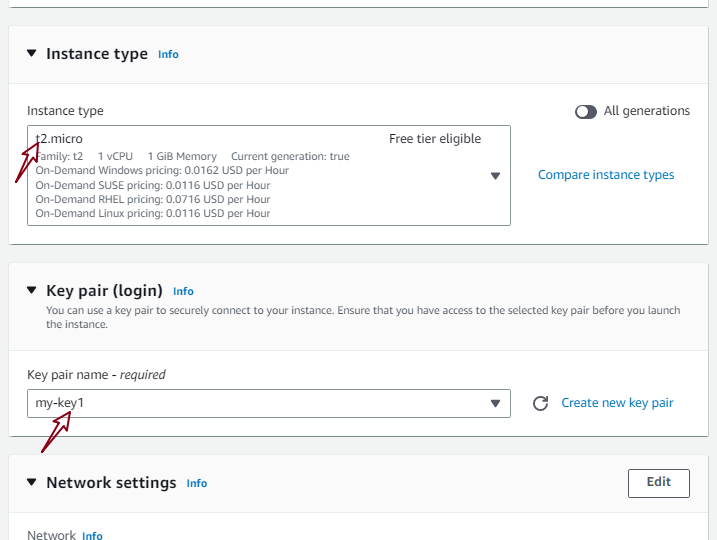 Instance type Info
Instance type
All generations
t2.micro Free tier eligible
Family: t2 1 vCPU 1 GiB Memory Current generation: true
On-Demand Windows pricing: 0.0162 USD per Hour
On-Demand SUSE pricing: 0.0116 USD per Hour
On-Demand RHEL pricing: 0.0716 USD per Hour
On-Demand Linux pricing: 0.0116 USD per Hour
Compare instance types
Key pair (login) Info
You can use a key pair to securely connect to your instance. Ensure that you have access to the selected key pair before you launch
the instance.
Key pair name - required
my-key1
Create new key pair
Network settings Info
Edit
Network Info